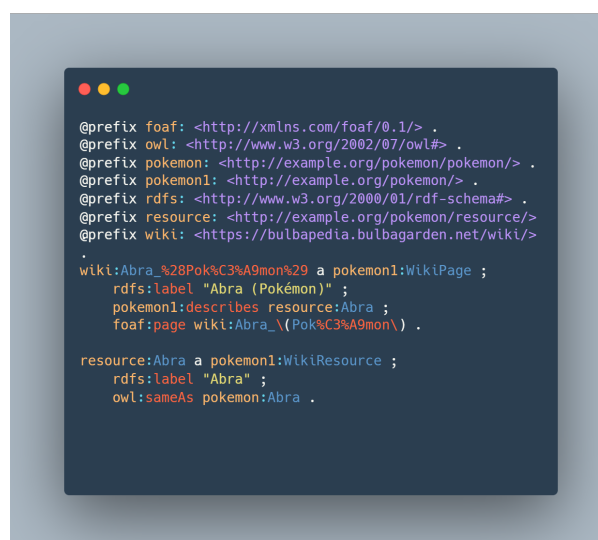 @prefix foaf: <http://xmlns.com/foaf/0.1/> .
@prefix owl: <http://www.w3.org/2002/07/owl#> .
@prefix pokemon: <http://example.org/pokemon/pokemon/> .
@prefix pokemon1: <http://example.org/pokemon/> .
@prefix rdfs: <http://www.w3.org/2000/01/rdf-schema#> .
@prefix resource: <http://example.org/pokemon/resource/>
@prefix wiki: <https://bulbapedia.bulbagarden.net/wiki/>
.
wiki:Abra_%28Pok%C3%A9mon%29 a pokemon1:WikiPage ;
    rdfs:label "Abra (Pokémon)" ;
    pokemon1:describes resource:Abra ;
    foaf:page wiki:Abra_\(Pok%C3%A9mon\) .

resource:Abra a pokemon1:WikiResource ;
    rdfs:label "Abra" ;
    owl:sameAs pokemon:Abra .